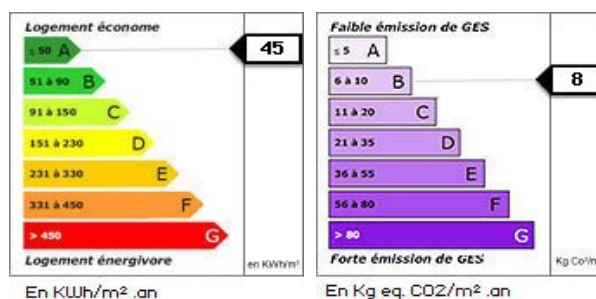 Logement économe
≤ 50 A
45
51 à 90 B
91 à 150 C
151 à 230 D
231 à 330 E
331 à 450 F
> 450 G
Logement énergivore
en KWh/m²
En KWh/m² .an
Faible émission de GES
≤ 5 A
6 à 10 B
8
11 à 20 C
21 à 35 D
36 à 55 E
56 à 80 F
> 80 G
Forte émission de GES
Kg Co²/m
En Kg eq. CO2/m² .an